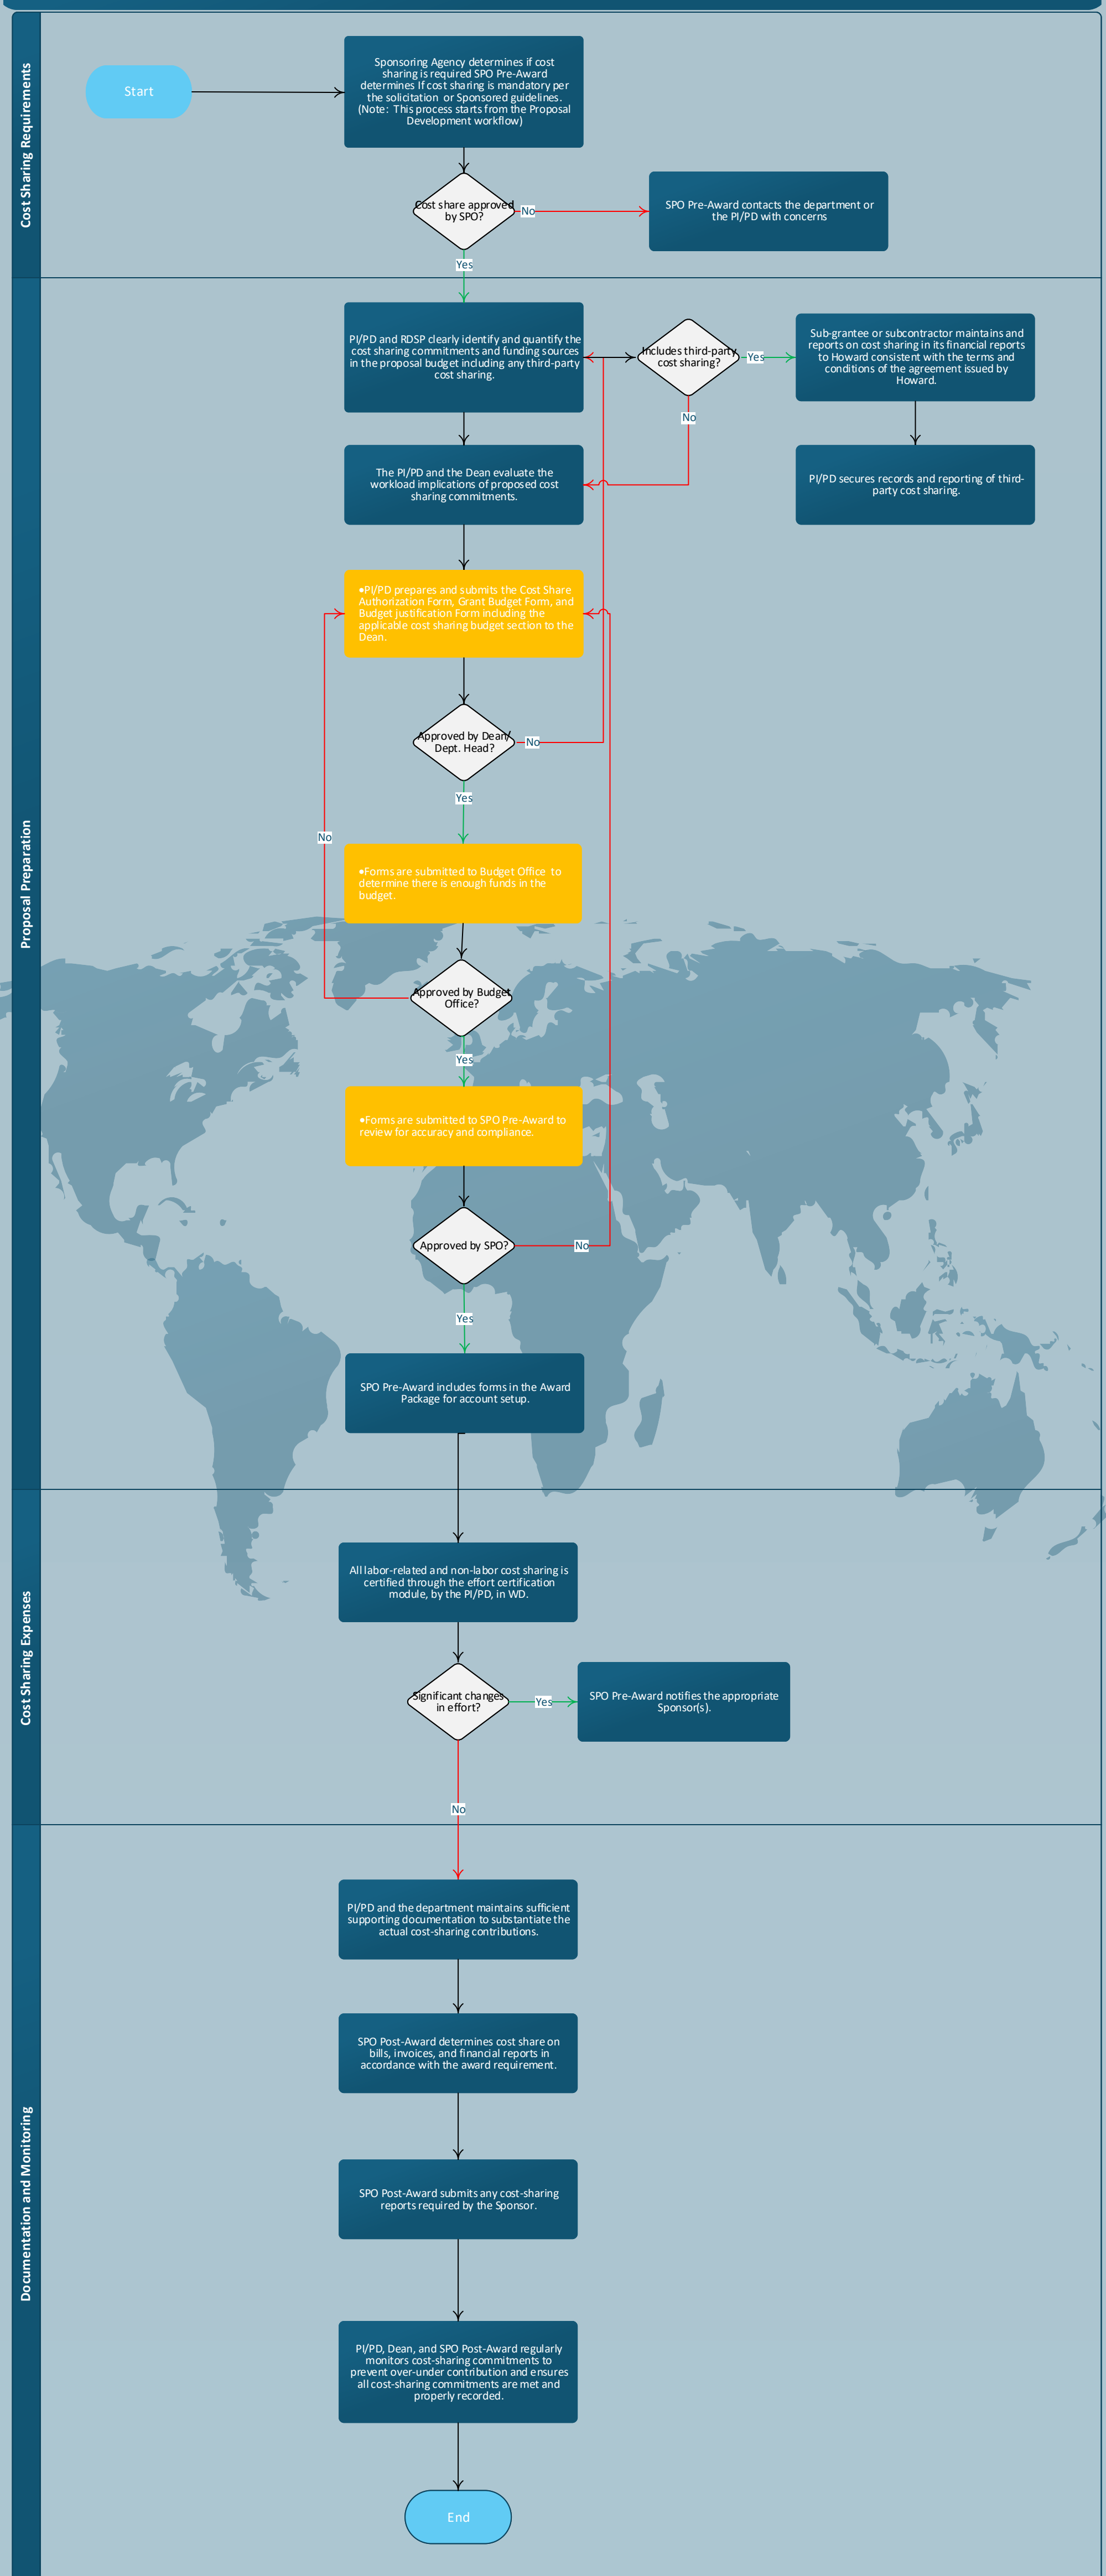 Cost Sharing Requirements
Start
Sponsoring Agency determines if cost
sharing is required SPO Pre-Award
determines If cost sharing is mandatory per
the solicitation or Sponsored guidelines.
(Note: This process starts from the Proposal
Development workflow)
Cost share approved
by SPO?
No
SPO Pre-Award contacts the department or
the PI/PD with concerns
Yes
Proposal Preparation
PI/PD and RDSP clearly identify and quantify the
cost sharing commitments and funding sources
in the proposal budget including any third-party
cost sharing.
Includes third-party
cost sharing?
Yes
Sub-grantee or subcontractor maintains and
reports on cost sharing in its financial reports
to Howard consistent with the terms and
conditions of the agreement issued by
Howard.
No
The PI/PD and the Dean evaluate the
workload implications of proposed cost
sharing commitments.
PI/PD secures records and reporting of third-
party cost sharing.
•PI/PD prepares and submits the Cost Share
Authorization Form, Grant Budget Form, and
Budget justification Form including the
applicable cost sharing budget section to the
Dean.
Approved by Dean/
Dept. Head?
No
Yes
No
•Forms are submitted to Budget Office to
determine there is enough funds in the
budget.
Approved by Budget
Office?
Yes
•Forms are submitted to SPO Pre-Award to
review for accuracy and compliance.
Approved by SPO?
No
Yes
SPO Pre-Award includes forms in the Award
Package for account setup.
Cost Sharing Expenses
All labor-related and non-labor cost sharing is
certified through the effort certification
module, by the PI/PD, in WD.
Significant changes
in effort?
Yes
SPO Pre-Award notifies the appropriate
Sponsor(s).
No
Documentation and Monitoring
PI/PD and the department maintains sufficient
supporting documentation to substantiate the
actual cost-sharing contributions.
SPO Post-Award determines cost share on
bills, invoices, and financial reports in
accordance with the award requirement.
SPO Post-Award submits any cost-sharing
reports required by the Sponsor.
PI/PD, Dean, and SPO Post-Award regularly
monitors cost-sharing commitments to
prevent over-under contribution and ensures
all cost-sharing commitments are met and
properly recorded.
End